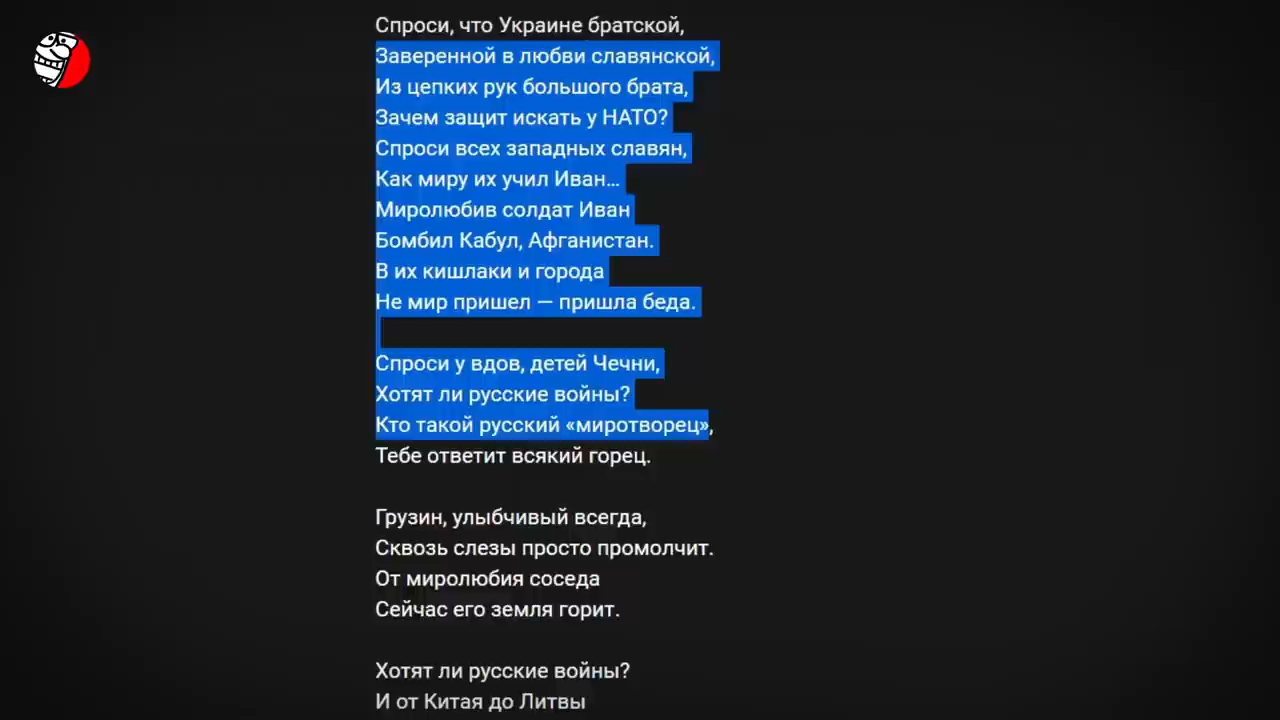 Спроси, что Украине братской,
Заверенной в любви славянской,
Из цепких рук большого брата,
Зачем защит искать у НАТО?
Спроси всех западных славян,
Как миру их учил Иван…
Миролюбив солдат Иван
Бомбил Кабул, Афганистан.
В их кишлаки и города
Не мир пришел — пришла беда.
Спроси у вдов, детей Чечни,
Хотят ли русские войны?
Кто такой русский «миротворец»,
Тебе ответит всякий горец.
Грузин, улыбчивый всегда,
Сквозь слезы просто промолчит.
От миролюбия соседа
Сейчас его земля горит.
Хотят ли русские войны?
И от Китая до Литвы